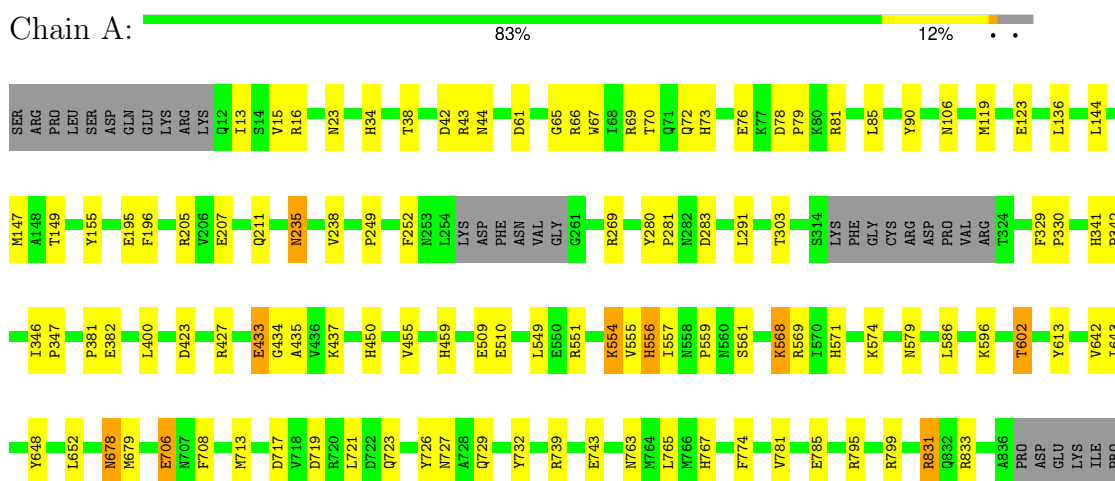 Chain A:
83% 12% • •
SER ARG PRO LEU SER ASP GLN GLU LYS ARG LYS Q12 I13 S14 V15 R16 N23 H34 T38 D42 R43 N44 D61 G65 R66 W67 I68 R69 T70 Q71 Q72 H73 E76 K77 D78 P79 K80 R81 L85 Y90 N106 M119 E123 L136 L144
M147 A148 T149 Y155 E195 F196 R205 V206 E207 Q211 N235 V238 P249 F252 N253 L254 LYS ASP PHE ASN VAL GLY G261 R269 Y280 P281 N282 D283 L291 T303 S314 LYS PHE GLY CYS ARG ASP PRO VAL ARG T324 F329 P330 H341
I346 P347 P381 E382 L400 D423 R427 E433 G434 A435 V436 K437 H450 V455 H459 E509 E510 L549 E550 R551 K554 V555 H556 I557 N558 P559 N560 S561 K568 R569 I570 H571 K574 N579 L586 K596 T602 Y613 V642
Y648 L652 N678 M679 E706 N707 F708 M713 D717 V718 D719 R720 L721 D722 Q723 Y726 N727 A728 Q729 Y732 R739 E743 N763 M764 L765 M766 H767 F774 V781 E785 R795 R799 R831 Q832 R833 A836 PRO ASP GLU LYS ILE PRO